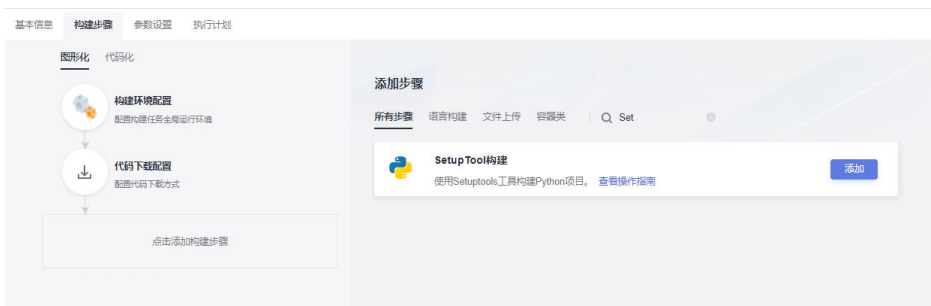 基本信息 构建步骤 参数设置 执行计划
图形化 代码化
构建环境配置
配置构建任务全局运行环境
代码下载配置
配置代码下载方式
点击添加构建步骤
添加步骤
所有步骤 语言构建 文件上传 容器类 Set
SetupTool构建
使用Setuptools工具构建Python项目。 查看操作指南
添加